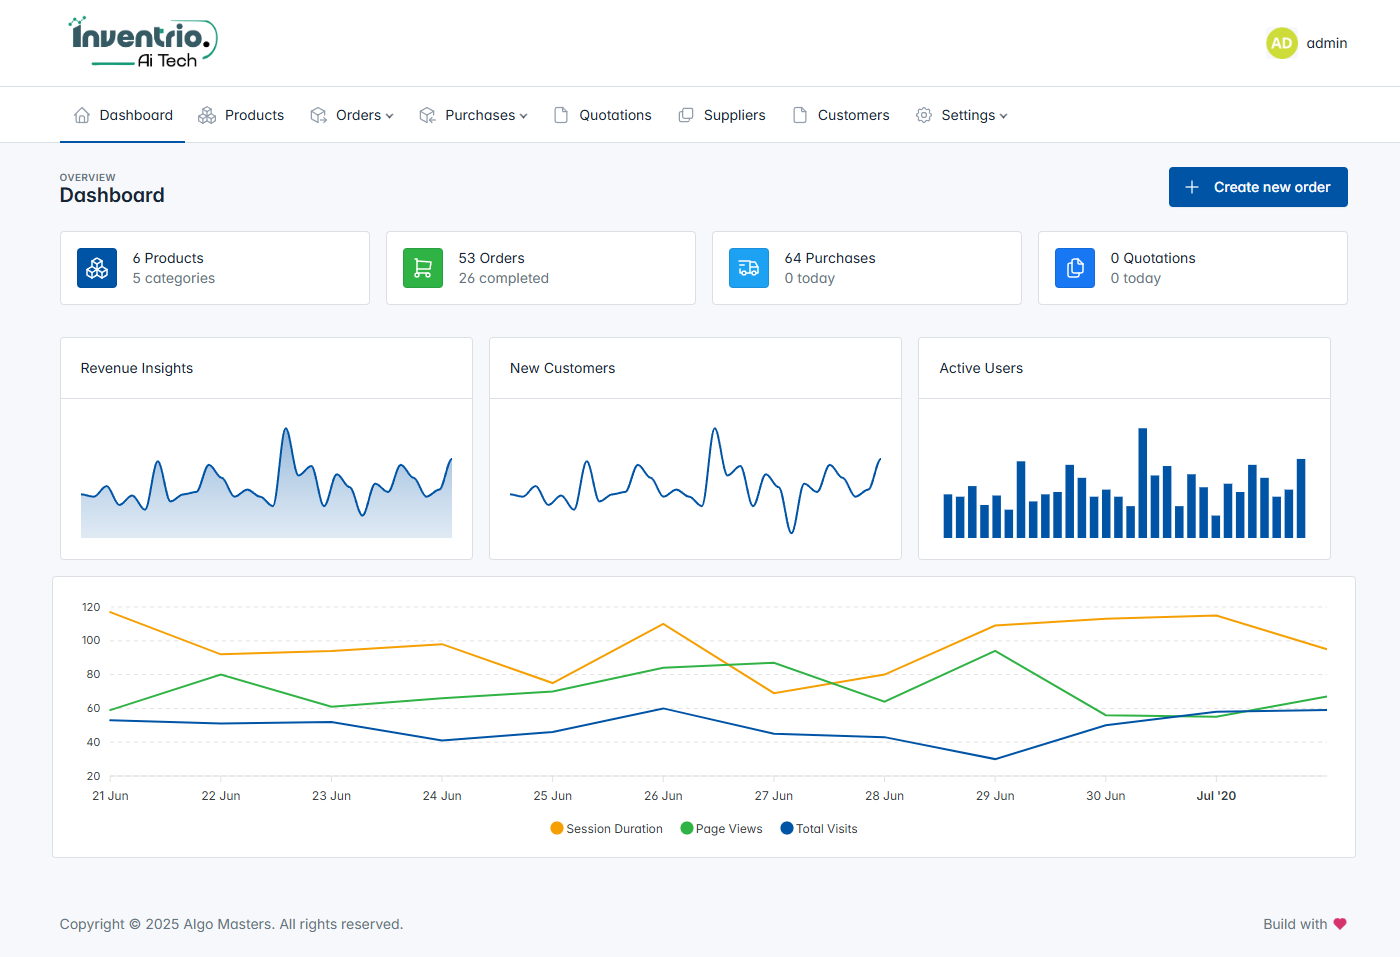 inventrio.
Ai Tech
AD admin
Dashboard Products Orders Purchases Quotations Suppliers Customers Settings
OVERVIEW
Dashboard
Create new order
6 Products
5 categories
53 Orders
26 completed
64 Purchases
0 today
0 Quotations
0 today
Revenue Insights
New Customers
Active Users
120
100
80
60
40
20
21 Jun 22 Jun 23 Jun 24 Jun 25 Jun 26 Jun 27 Jun 28 Jun 29 Jun 30 Jun Jul '20
Session Duration Page Views Total Visits
Copyright © 2025 Algo Masters. All rights reserved.
Build with